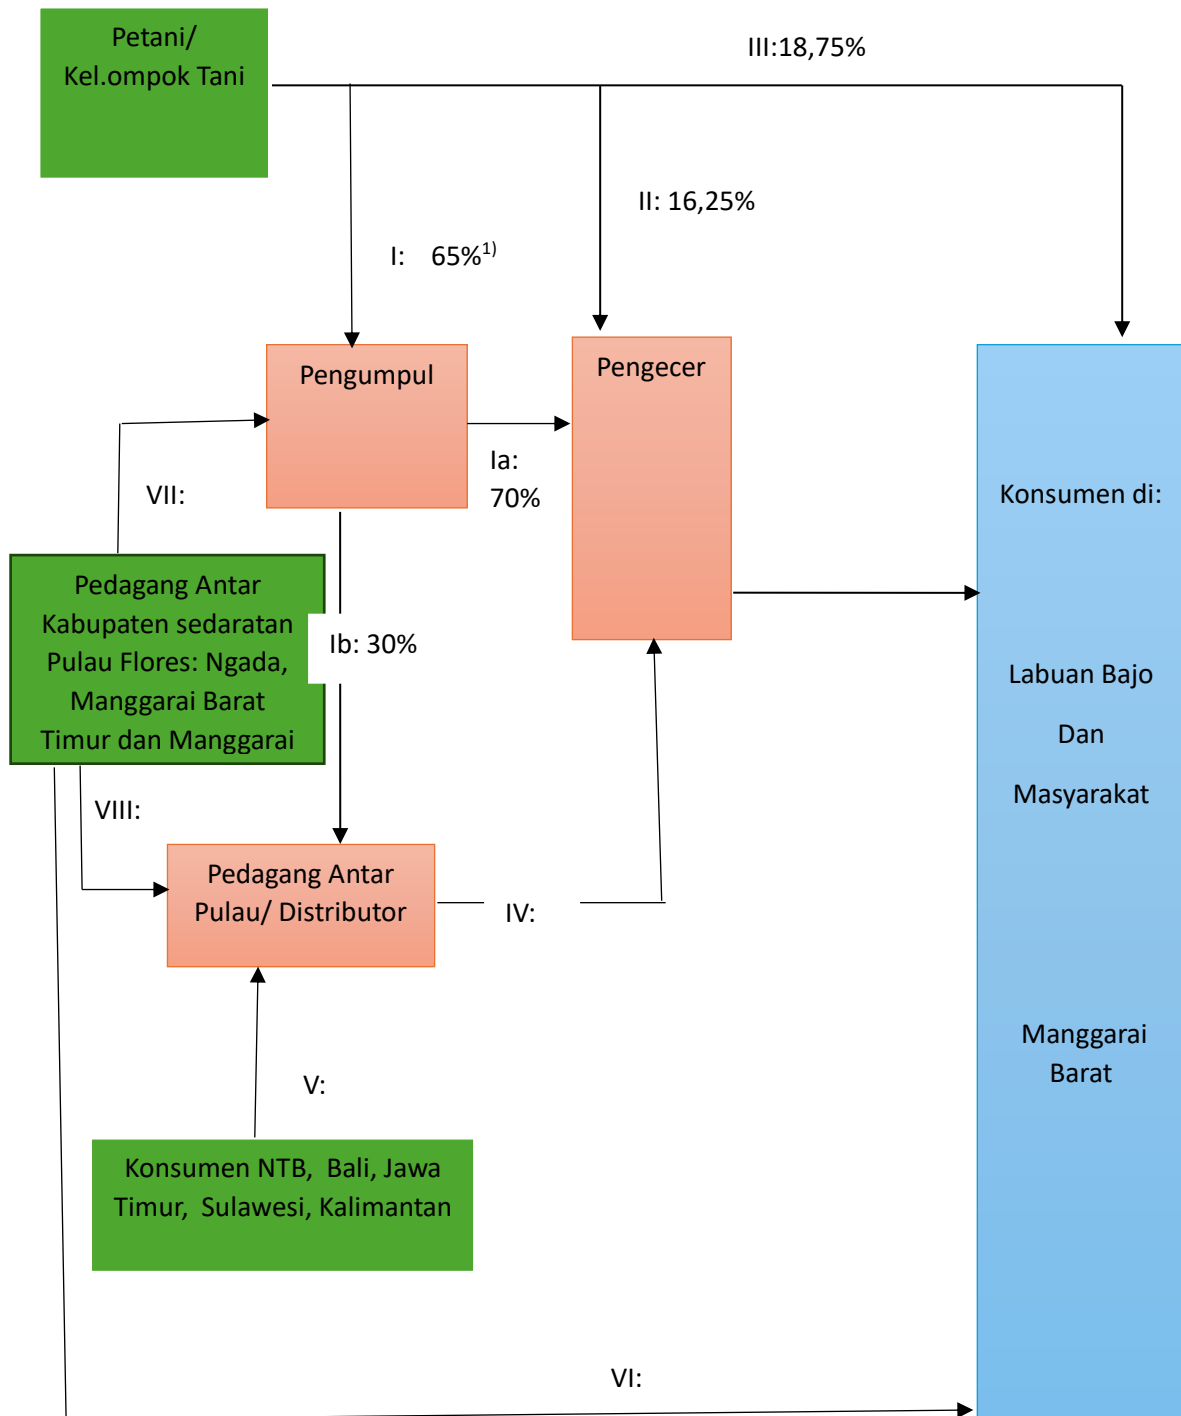 Petani/
Kel.ompok Tani
III:18,75%
II: 16,25%
I: 65%1)
Pengumpul
Pengecer
Ia:
70%
VII:
Konsumen di:
Pedagang Antar
Kabupaten sedaratan
Pulau Flores: Ngada,
Manggarai Barat
Timur dan Manggarai
Ib: 30%
Labuan Bajo
Dan
Masyarakat
VIII:
Pedagang Antar
Pulau/ Distributor
IV:
Manggarai
Barat
V:
Konsumen NTB, Bali, Jawa
Timur, Sulawesi, Kalimantan
VI: